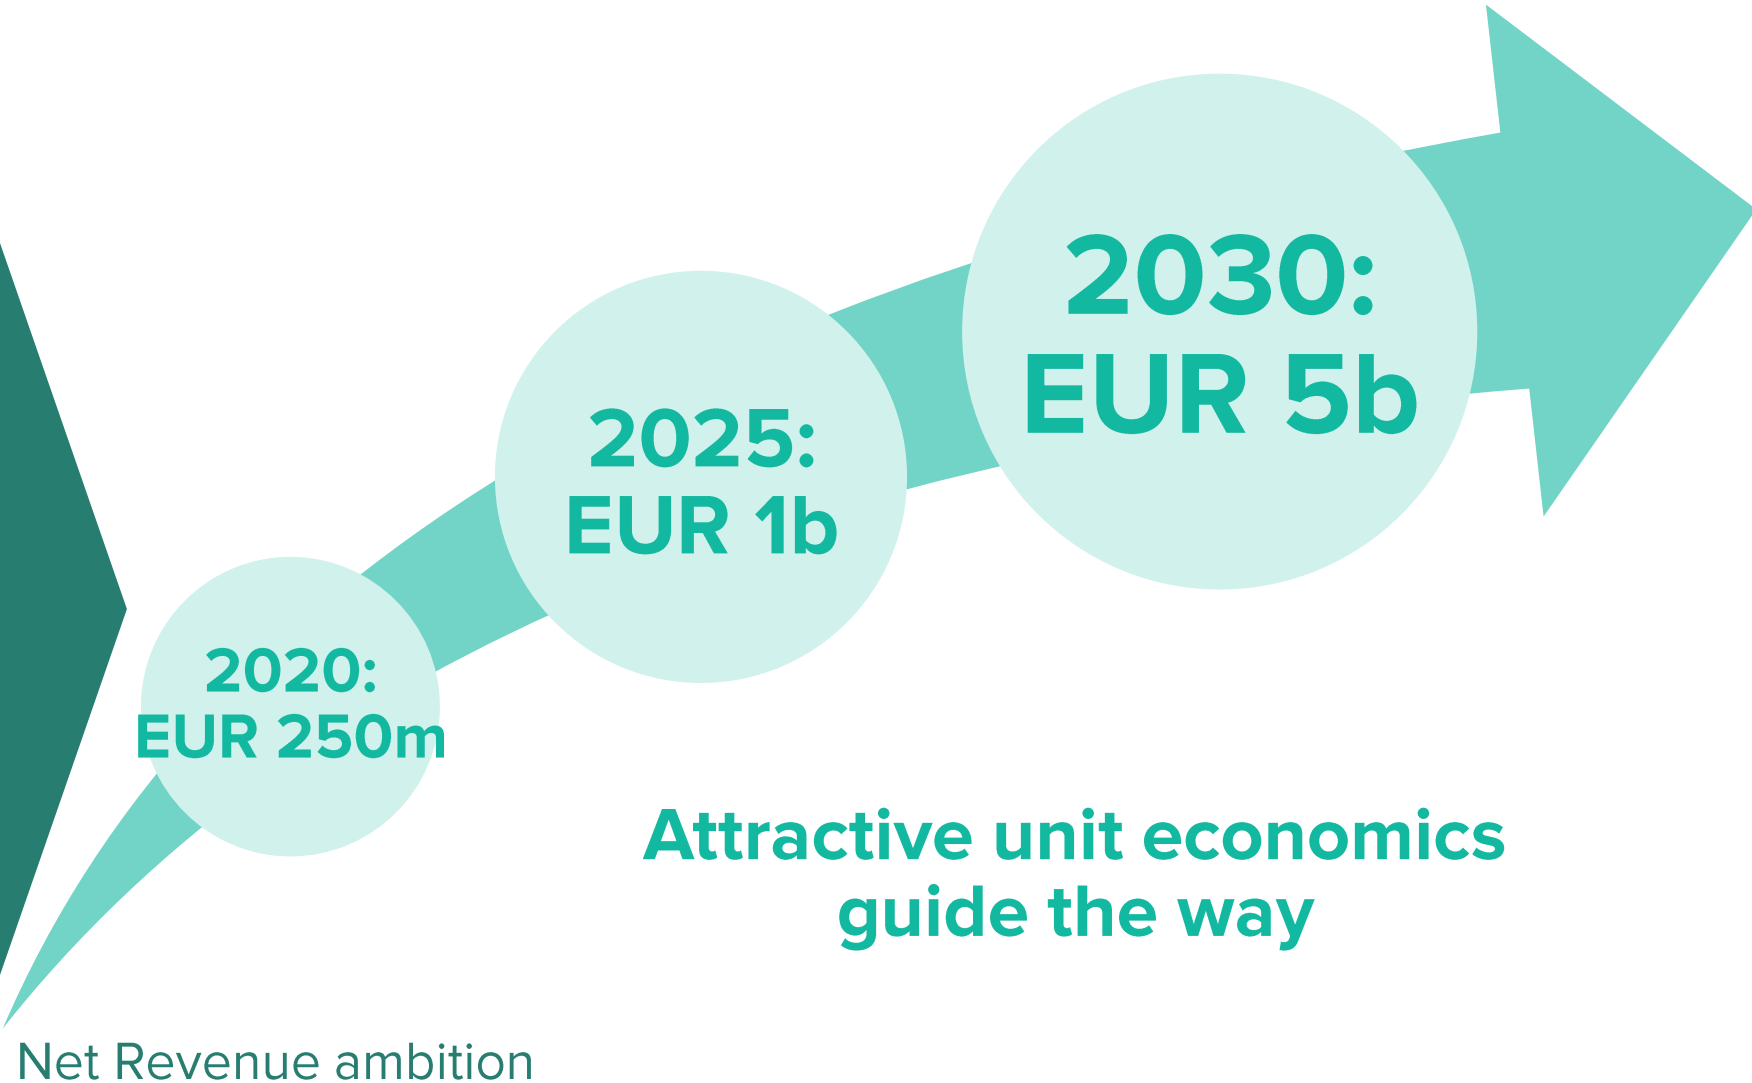 2030:
EUR 5b
2025:
EUR 1b
2020:
EUR 250m
Attractive unit economics
guide the way
Net Revenue ambition